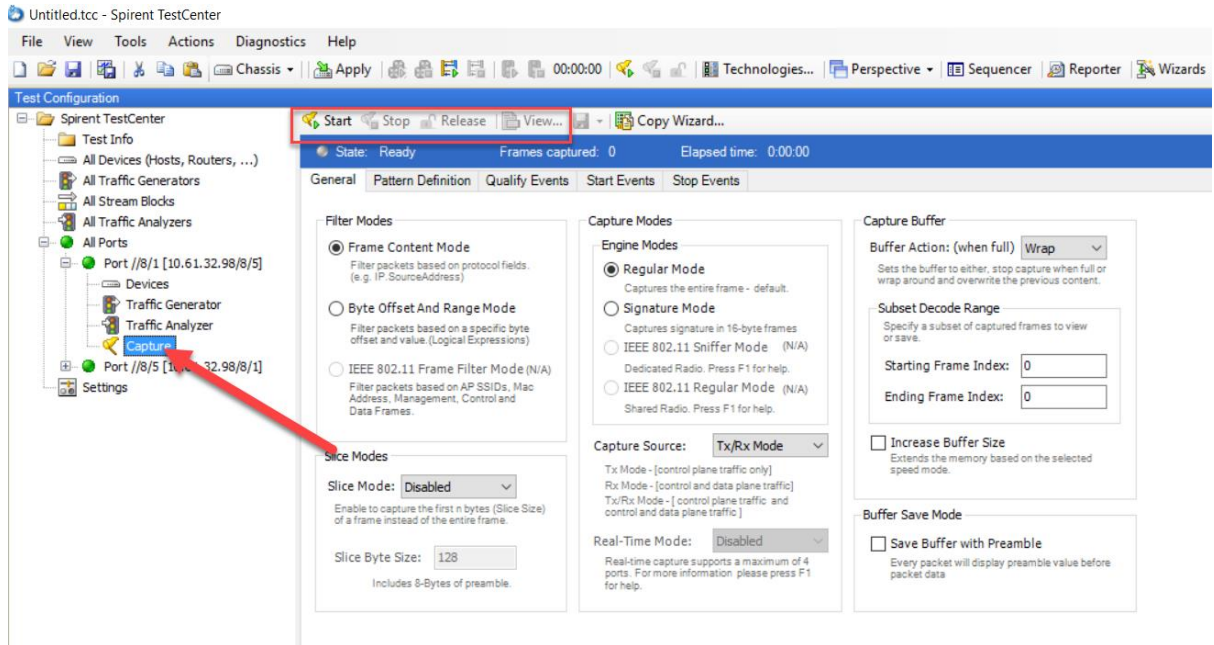 Untitled.tcc - Spirent TestCenter
File View Tools Actions Diagnostics Help
Chassis Apply 00:00:00 Technologies... Perspective Sequencer Reporter Wizards
Test Configuration
Spirent TestCenter
Test Info
All Devices (Hosts, Routers, ...)
All Traffic Generators
All Stream Blocks
All Traffic Analyzers
All Ports
Port //8/1 [10.61.32.98/8/5]
Devices
Traffic Generator
Traffic Analyzer
Capture
Port //8/5 [10.61.32.98/8/1]
Settings
Start Stop Release View... Copy Wizard...
State: Ready Frames captured: 0 Elapsed time: 0:00:00
General Pattern Definition Qualify Events Start Events Stop Events
Filter Modes
Frame Content Mode
Filter packets based on protocol fields.
(e.g. IP.SourceAddress)
Byte Offset And Range Mode
Filter packets based on a specific byte
offset and value.(Logical Expressions)
IEEE 802.11 Frame Filter Mode (N/A)
Filter packets based on AP SSIDs, Mac
Address, Management, Control and
Data Frames.
Slice Modes
Slice Mode: Disabled
Enable to capture the first n bytes (Slice Size)
of a frame instead of the entire frame.
Slice Byte Size: 128
Includes 8-Bytes of preamble.
Capture Modes
Engine Modes
Regular Mode
Captures the entire frame - default.
Signature Mode
Captures signature in 16-byte frames
IEEE 802.11 Sniffer Mode (N/A)
Dedicated Radio. Press F1 for help.
IEEE 802.11 Regular Mode (N/A)
Shared Radio. Press F1 for help.
Capture Source: Tx/Rx Mode
Tx Mode - [control plane traffic only]
Rx Mode - [control and data plane traffic]
Tx/Rx Mode - [ control plane traffic and
control and data plane traffic ]
Real-Time Mode: Disabled
Real-time capture supports a maximum of 4
ports. For more information please press F1
for help.
Capture Buffer
Buffer Action: (when full) Wrap
Sets the buffer to either, stop capture when full or
wrap around and overwrite the previous content.
Subset Decode Range
Specify a subset of captured frames to view
or save.
Starting Frame Index: 0
Ending Frame Index: 0
Increase Buffer Size
Extends the memory based on the selected
speed mode.
Buffer Save Mode
Save Buffer with Preamble
Every packet will display preamble value before
packet data